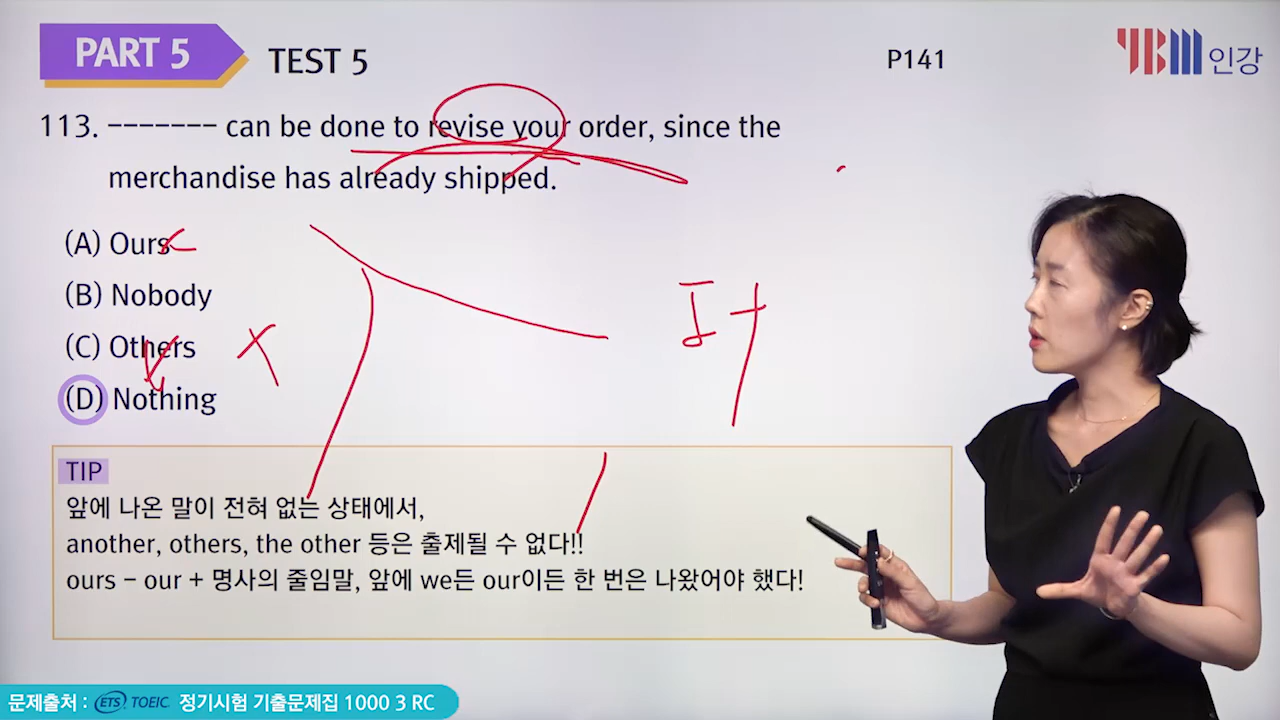 PART 5
TEST 5
P141
YBM 인강
113. ------- can be done to revise your order, since the
merchandise has already shipped.
(A) Ours
(B) Nobody
(C) Others
(D) Nothing
TIP
앞에 나온 말이 전혀 없는 상태에서,
another, others, the other 등은 출제될 수 없다!!
ours – our + 명사의 줄임말, 앞에 we든 our이든 한 번은 나왔어야 했다!
문제출처 : ETS TOEIC 정기시험 기출문제집 1000 3 RC